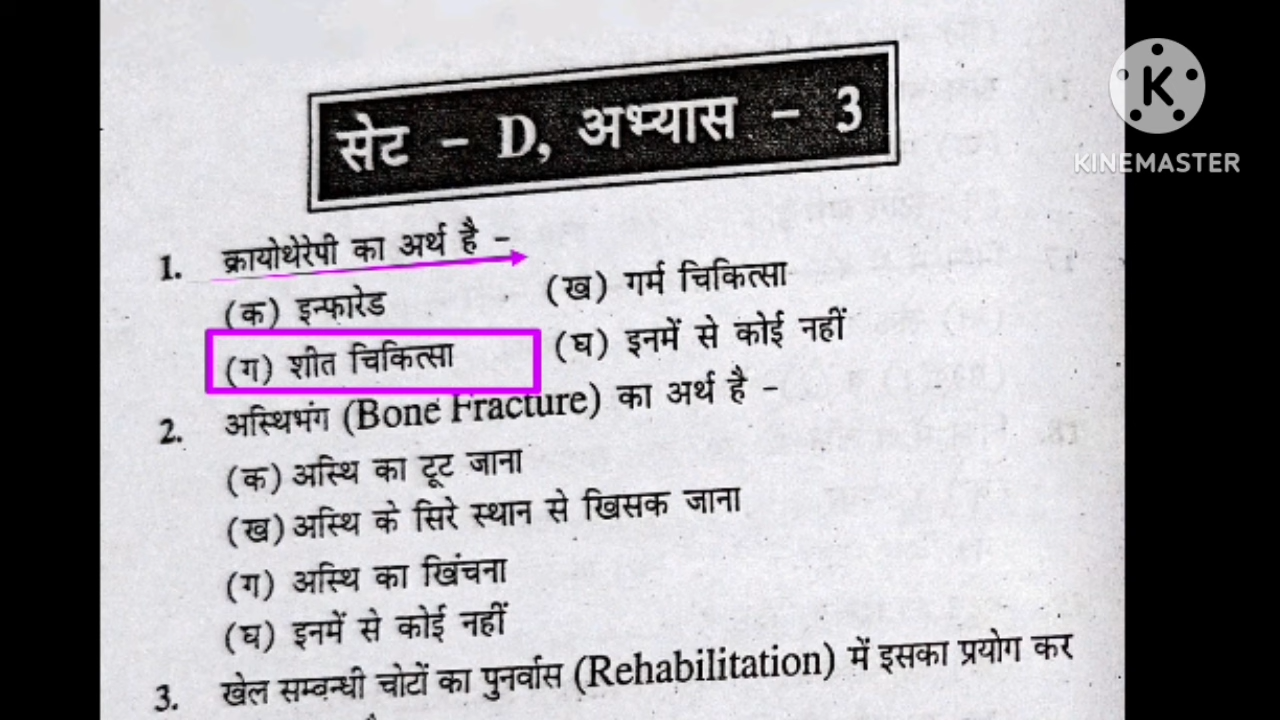 सेट - D, अभ्यास - 3
K
KINEMASTER
1. क्रायोथेरेपी का अर्थ है -
(क) इन्फारेड (ख) गर्म चिकित्सा
(ग) शीत चिकित्सा (घ) इनमें से कोई नहीं
2. अस्थिभंग (Bone Fracture) का अर्थ है -
(क) अस्थि का टूट जाना
(ख) अस्थि के सिरे स्थान से खिसक जाना
(ग) अस्थि का खिंचना
(घ) इनमें से कोई नहीं
3. खेल सम्बन्धी चोटों का पुनर्वास (Rehabilitation) में इसका प्रयोग कर